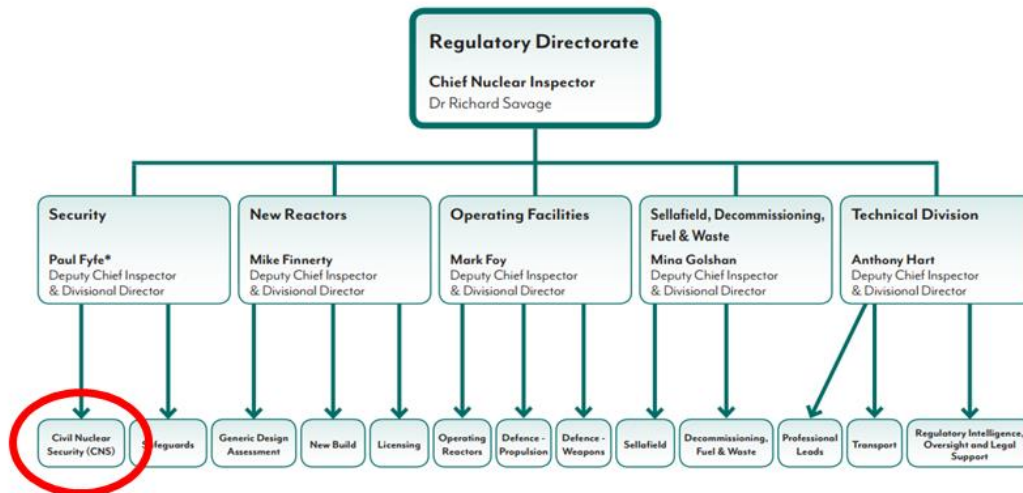 Regulatory Directorate
Chief Nuclear Inspector
Dr Richard Savage
Security
Paul Fyfe*
Deputy Chief Inspector
& Divisional Director
New Reactors
Mike Finnerty
Deputy Chief Inspector
& Divisional Director
Operating Facilities
Mark Foy
Deputy Chief Inspector
& Divisional Director
Sellafield, Decommissioning,
Fuel & Waste
Mina Golshan
Deputy Chief Inspector
& Divisional Director
Technical Division
Anthony Hart
Deputy Chief Inspector
& Divisional Director
Civil Nuclear
Security (CNS)
Safeguards
Generic Design
Assessment
New Build
Licensing
Operating
Reactors
Defence -
Propulsion
Defence -
Weapons
Sellafield
Decommissioning,
Fuel & Waste
Professional
Leads
Transport
Regulatory Intelligence,
Oversight and Legal
Support